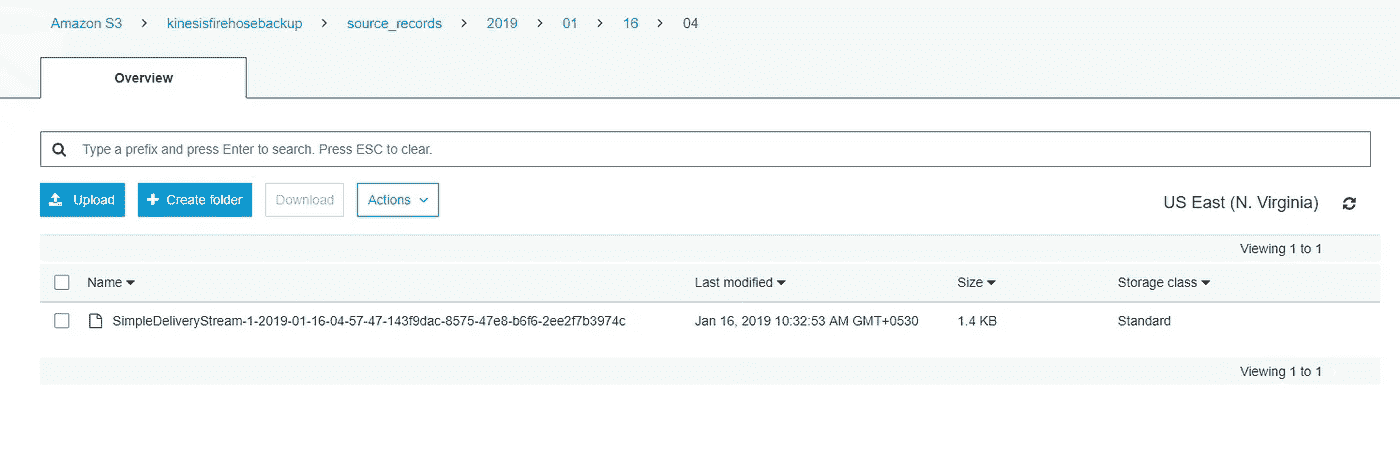 Amazon S3 > kinesisfirehosebackup > source_records > 2019 > 01 > 16 > 04
Overview
Type a prefix and press Enter to search. Press ESC to clear.
Upload Create folder Download Actions US East (N. Virginia)
Viewing 1 to 1
Name Last modified Size Storage class
SimpleDeliveryStream-1-2019-01-16-04-57-47-143f9dac-8575-47e8-b6f6-2ee2f7b3974c Jan 16, 2019 10:32:53 AM GMT+0530 1.4 KB Standard
Viewing 1 to 1